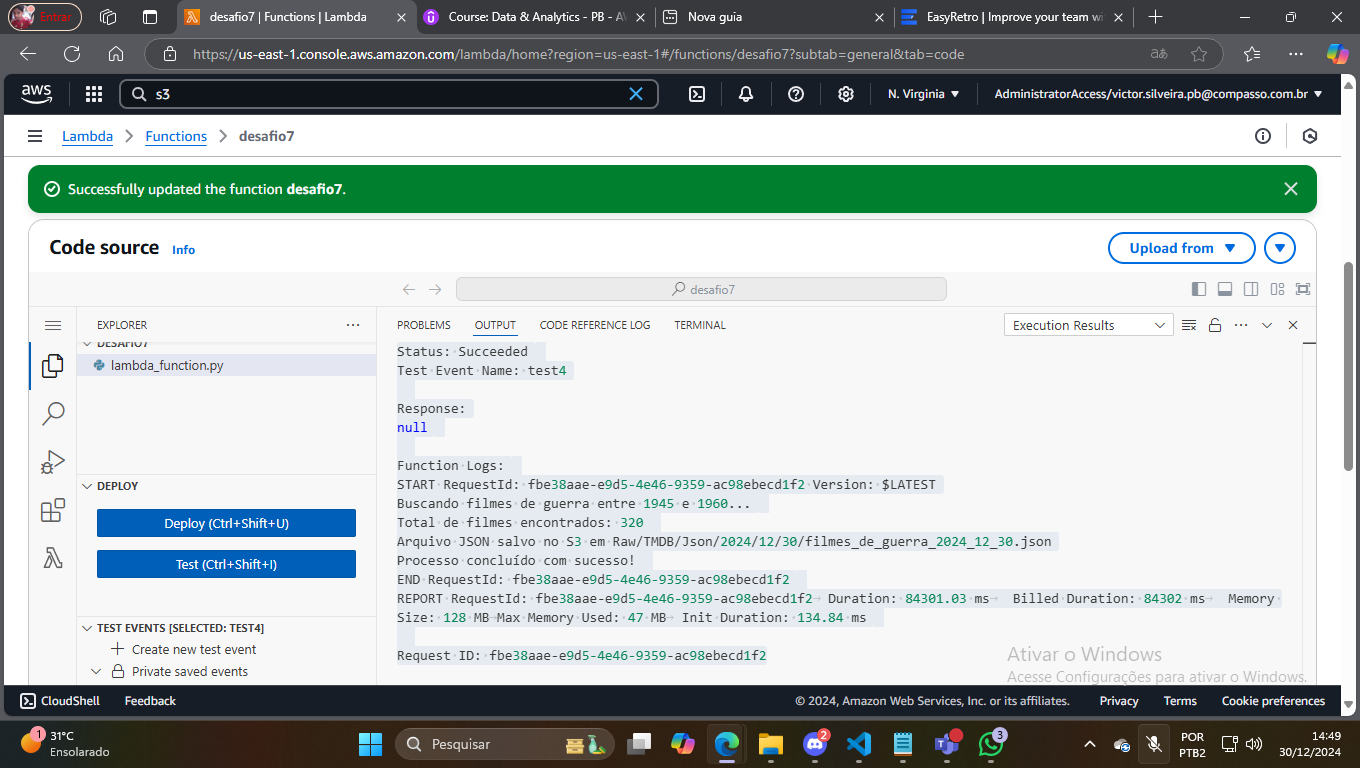 Entrar
desafio7 | Functions | Lambda
Course: Data & Analytics - PB - AV
Nova guia
EasyRetro | Improve your team wi
https://us-east-1.console.aws.amazon.com/lambda/home?region=us-east-1#/functions/desafio7?subtab=general&tab=code
aws
s3
N. Virginia
AdministratorAccess/victor.silveira.pb@compasso.com.br
Lambda
Functions
desafio7
Successfully updated the function desafio7.
Code source Info
Upload from
desafio7
EXPLORER
DESAFIO7
lambda_function.py
DEPLOY
Deploy (Ctrl+Shift+U)
Test (Ctrl+Shift+I)
TEST EVENTS [SELECTED: TEST4]
Create new test event
Private saved events
PROBLEMS OUTPUT CODE REFERENCE LOG TERMINAL
Execution Results
Status: Succeeded
Test Event Name: test4
Response:
null
Function Logs:
START RequestId: fbe38aae-e9d5-4e46-9359-ac98ebecd1f2 Version: $LATEST
Buscando filmes de guerra entre 1945 e 1960...
Total de filmes encontrados: 320
Arquivo JSON salvo no S3 em Raw/TMDB/Json/2024/12/30/filmes_de_guerra_2024_12_30.json
Processo concluído com sucesso!
END RequestId: fbe38aae-e9d5-4e46-9359-ac98ebecd1f2
REPORT RequestId: fbe38aae-e9d5-4e46-9359-ac98ebecd1f2 Duration: 84301.03 ms Billed Duration: 84302 ms Memory
Size: 128 MB Max Memory Used: 47 MB Init Duration: 134.84 ms
Request ID: fbe38aae-e9d5-4e46-9359-ac98ebecd1f2
Ativar o Windows
Acesse Configurações para ativar o Windows.
CloudShell
Feedback
© 2024, Amazon Web Services, Inc. or its affiliates.
Privacy
Terms
Cookie preferences
1
31°C
Ensolarado
Pesquisar
2
3
POR
PTB2
14:49
30/12/2024